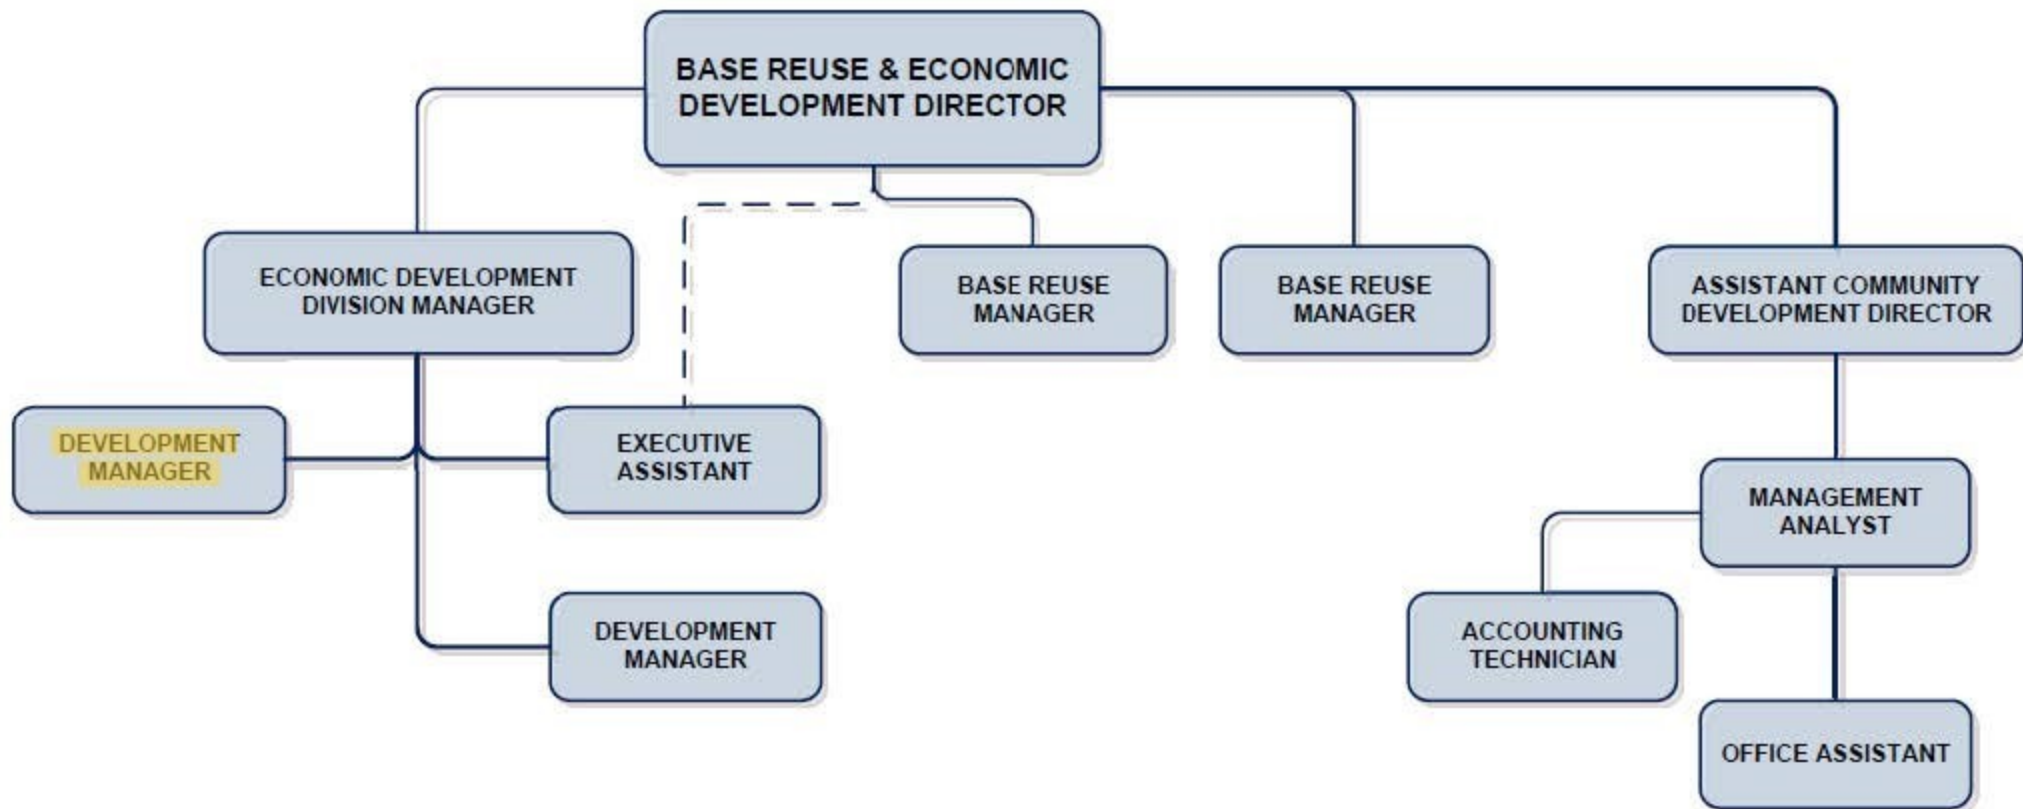 BASE REUSE & ECONOMIC
DEVELOPMENT DIRECTOR
ECONOMIC DEVELOPMENT
DIVISION MANAGER
BASE REUSE
MANAGER
BASE REUSE
MANAGER
ASSISTANT COMMUNITY
DEVELOPMENT DIRECTOR
DEVELOPMENT
MANAGER
EXECUTIVE
ASSISTANT
MANAGEMENT
ANALYST
DEVELOPMENT
MANAGER
ACCOUNTING
TECHNICIAN
OFFICE ASSISTANT